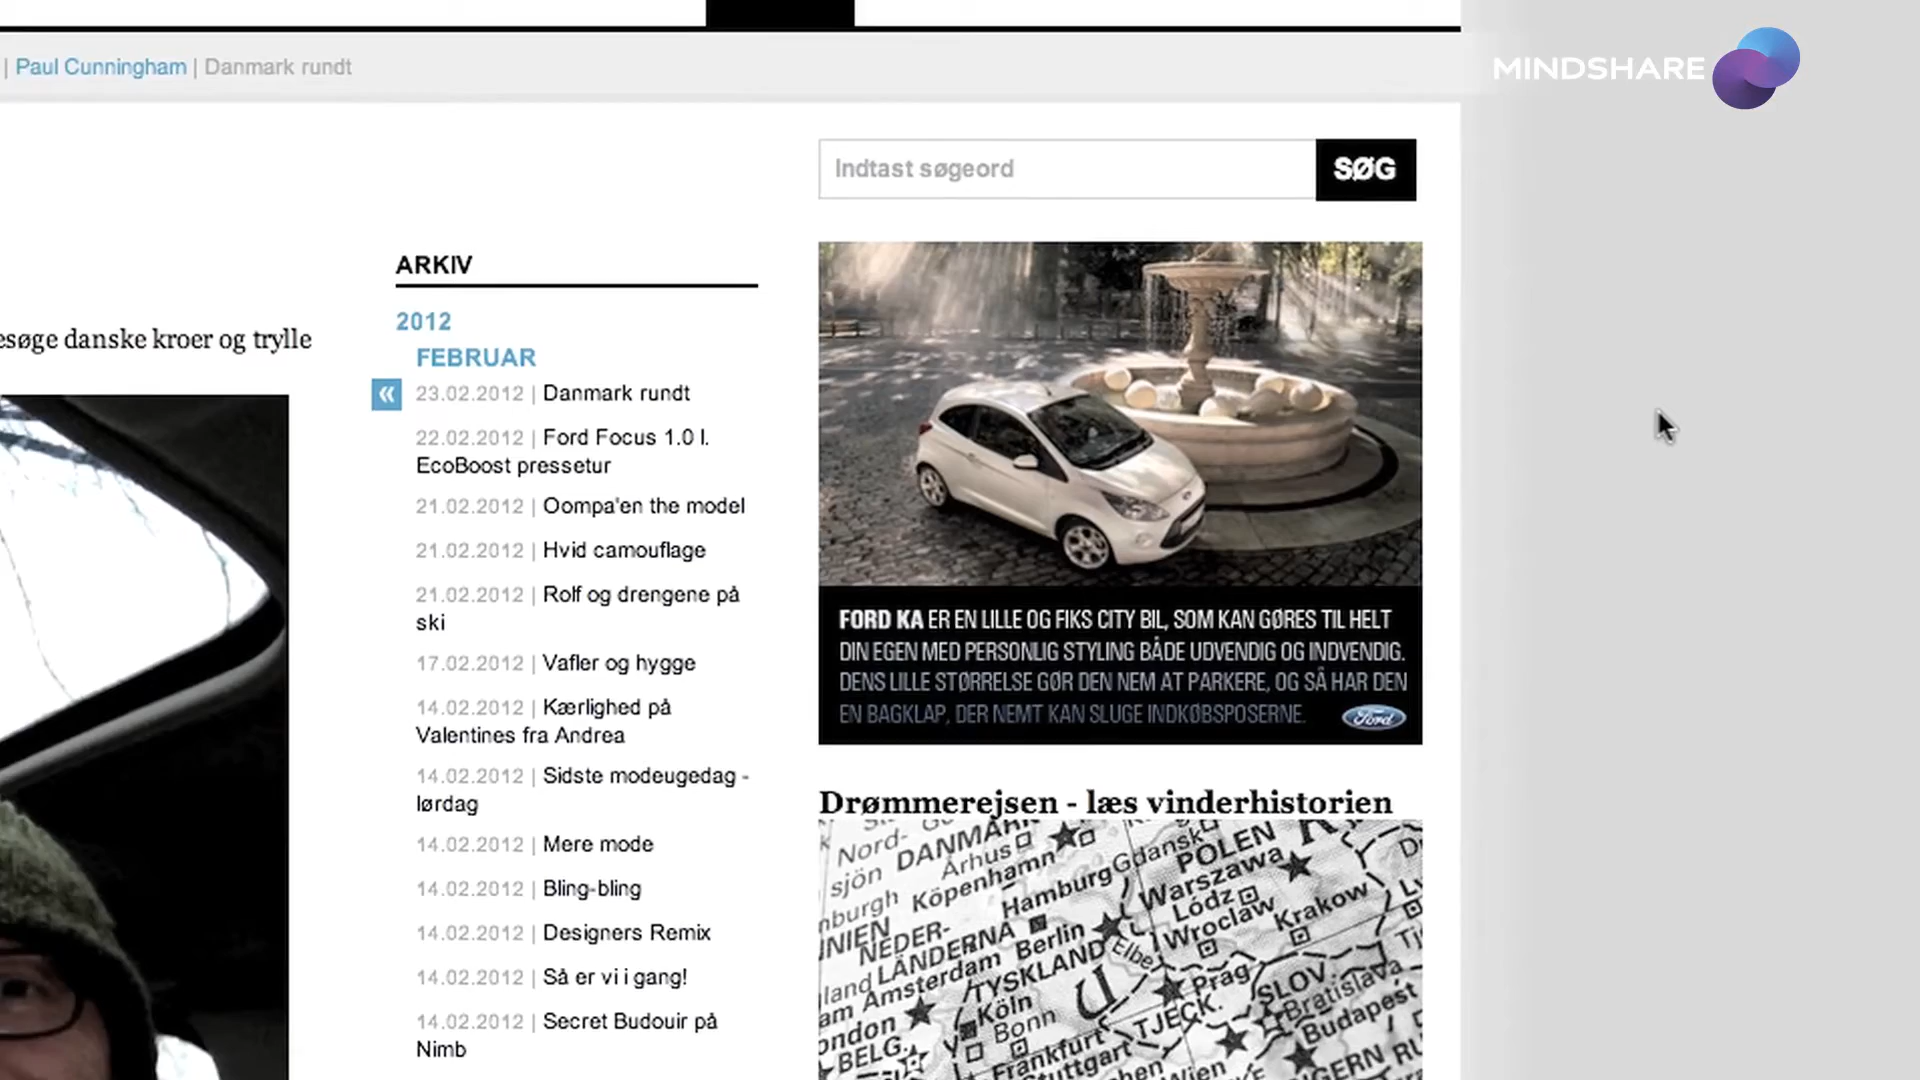 | Paul Cunningham | Danmark rundt
MINDSHARE
Indtast søgeord
SØG
ARKIV
2012
FEBRUAR
«
23.02.2012 | Danmark rundt
22.02.2012 | Ford Focus 1.0 l.
EcoBoost pressetur
21.02.2012 | Oompa'en the model
21.02.2012 | Hvid camouflage
21.02.2012 | Rolf og drengene på
ski
17.02.2012 | Vafler og hygge
14.02.2012 | Kærlighed på
Valentines fra Andrea
14.02.2012 | Sidste modeugedag -
lørdag
14.02.2012 | Mere mode
14.02.2012 | Bling-bling
14.02.2012 | Designers Remix
14.02.2012 | Så er vi i gang!
14.02.2012 | Secret Budouir på
Nimb
danske kroer og trylle
FORD KA ER EN LILLE OG FIKS CITY BIL, SOM KAN GØRES TIL HELT
DIN EGEN MED PERSONLIG STYLING BÅDE UDVENDIG OG INDVENDIG.
DENS LILLE STØRRELSE GØR DEN NEM AT PARKERE, OG SÅ HAR DEN
EN BAGKLAP, DER NEMT KAN SLUGE INDKØBSPOSERNE.
Ford
Drømmerejsen - læs vinderhistorien
Nord-
DANMARK
sjön
Århus
Köpenhamn
Gdansk
POLEN
Hamburg
Warszawa
NEDER-
LÄNDERNA
Berlin
Łódz
Wroclaw
Krakow
Amsterdam
TYSKLAND
Elbe
Köln
Prag
SLOV.
Bratislava
Bonn
TJECK.
Budapest
BELG.
Frankfurt
Wien